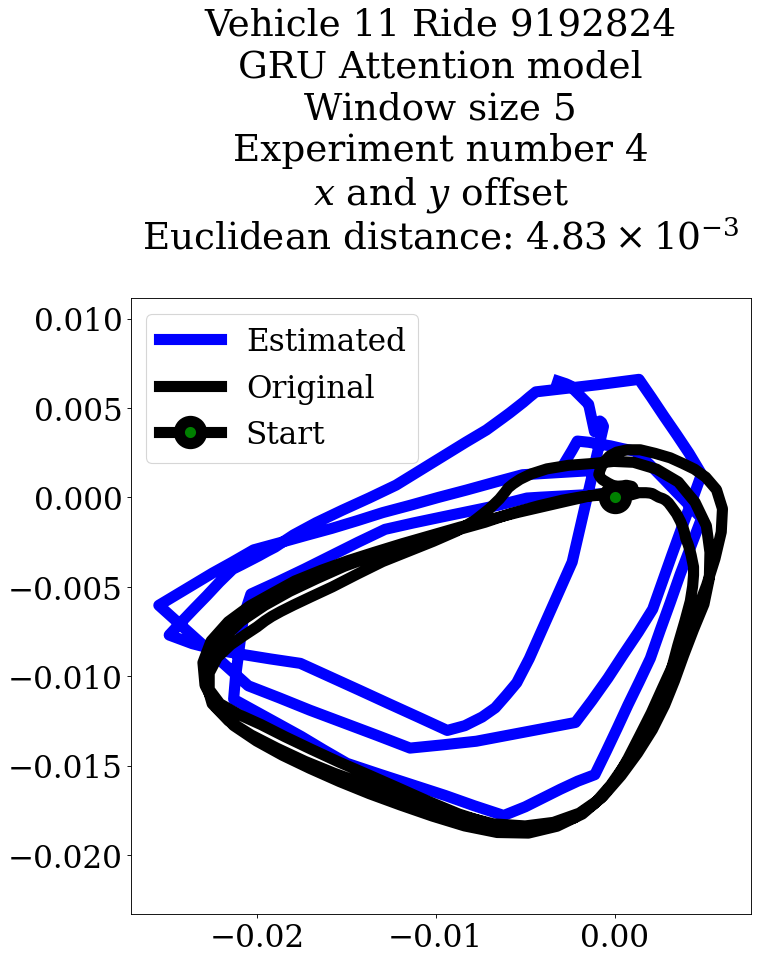 Vehicle 11 Ride 9192824
GRU Attention model
Window size 5
Experiment number 4
x and y offset
Euclidean distance: 4.83 × 10⁻³
Estimated
Original
Start
0.010
0.005
0.000
−0.005
−0.010
−0.015
−0.020
−0.02 −0.01 0.00